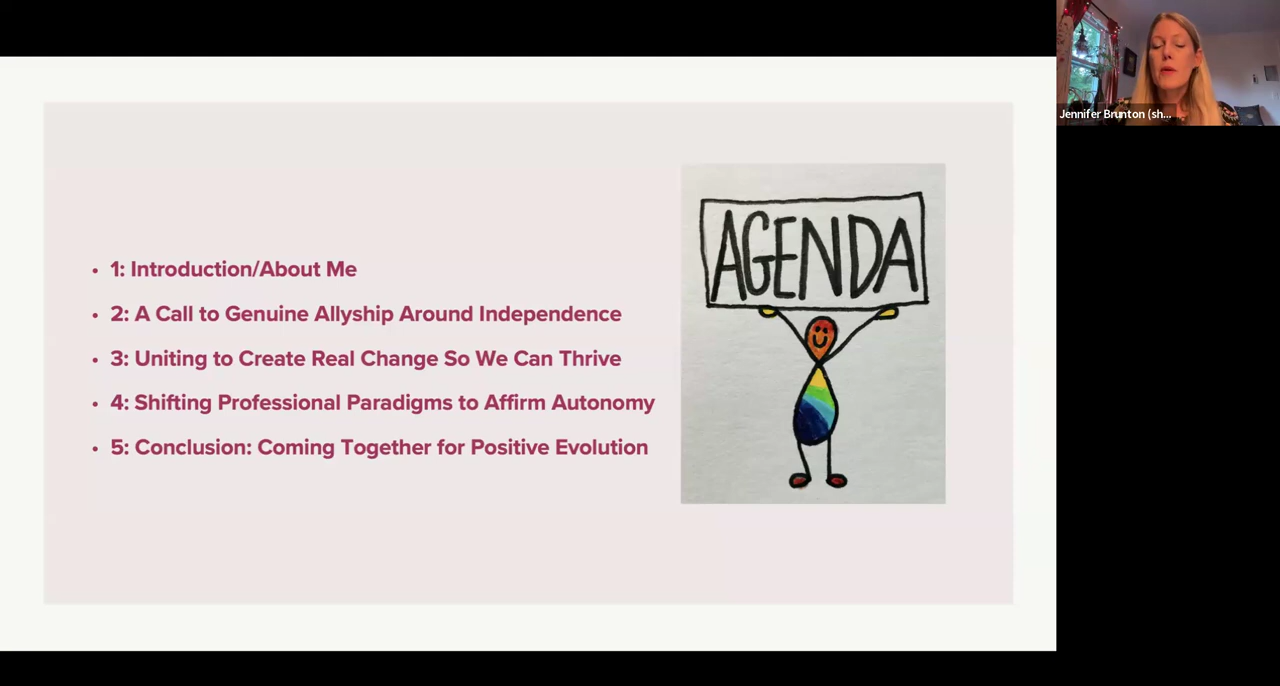 • 1: Introduction/About Me
• 2: A Call to Genuine Allyship Around Independence
• 3: Uniting to Create Real Change So We Can Thrive
• 4: Shifting Professional Paradigms to Affirm Autonomy
• 5: Conclusion: Coming Together for Positive Evolution
AGENDA
Jennifer Brunton (sh...